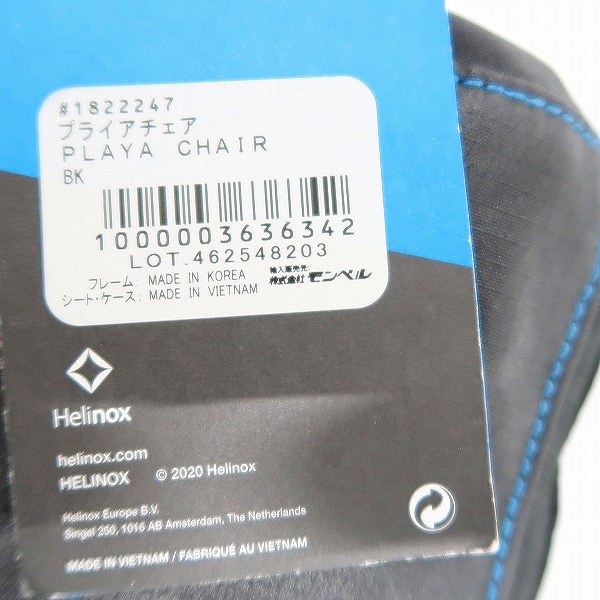 #1822247
プライアチェア
PLAYA CHAIR
BK
1000003636342
LOT.462548203
フレーム: MADE IN KOREA
シート・ケース: MADE IN VIETNAM
輸入販売元
株式会社 モンベル
Helinox
helinox.com
HELINOX © 2020 Helinox
Helinox Europe B.V.
Singel 250, 1016 AB Amsterdam, The Netherlands
MADE IN VIETNAM / FABRIQUÉ AU VIETNAM